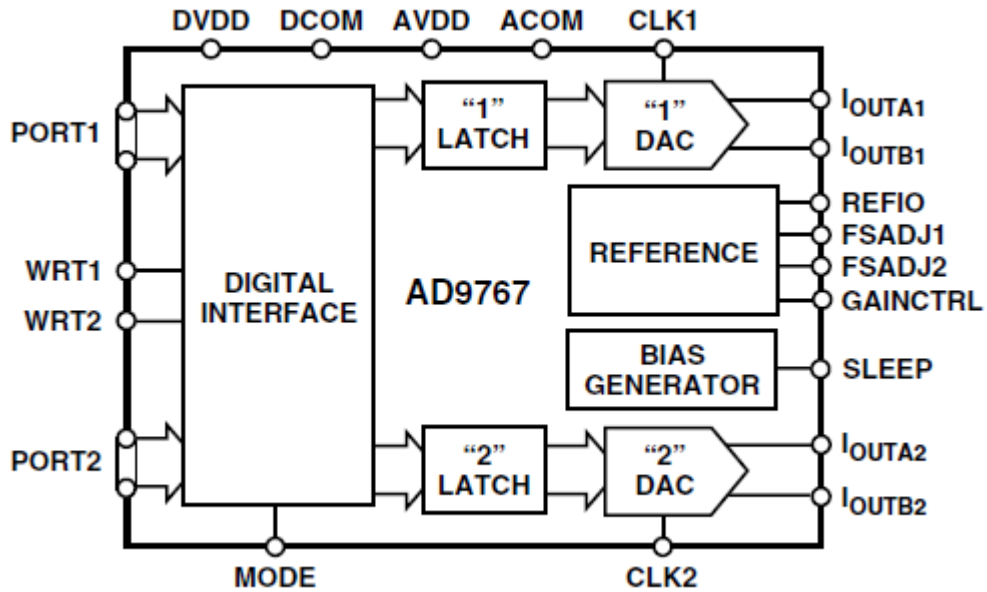 DVDD DCOM AVDD ACOM CLK1
PORT1
“1”
LATCH
“1”
DAC
IOUTA1
IOUTB1
REFERENCE
REFIO
FSADJ1
FSADJ2
GAINCTRL
WRT1
WRT2
DIGITAL
INTERFACE
AD9767
BIAS
GENERATOR
SLEEP
PORT2
“2”
LATCH
“2”
DAC
IOUTA2
IOUTB2
MODE CLK2